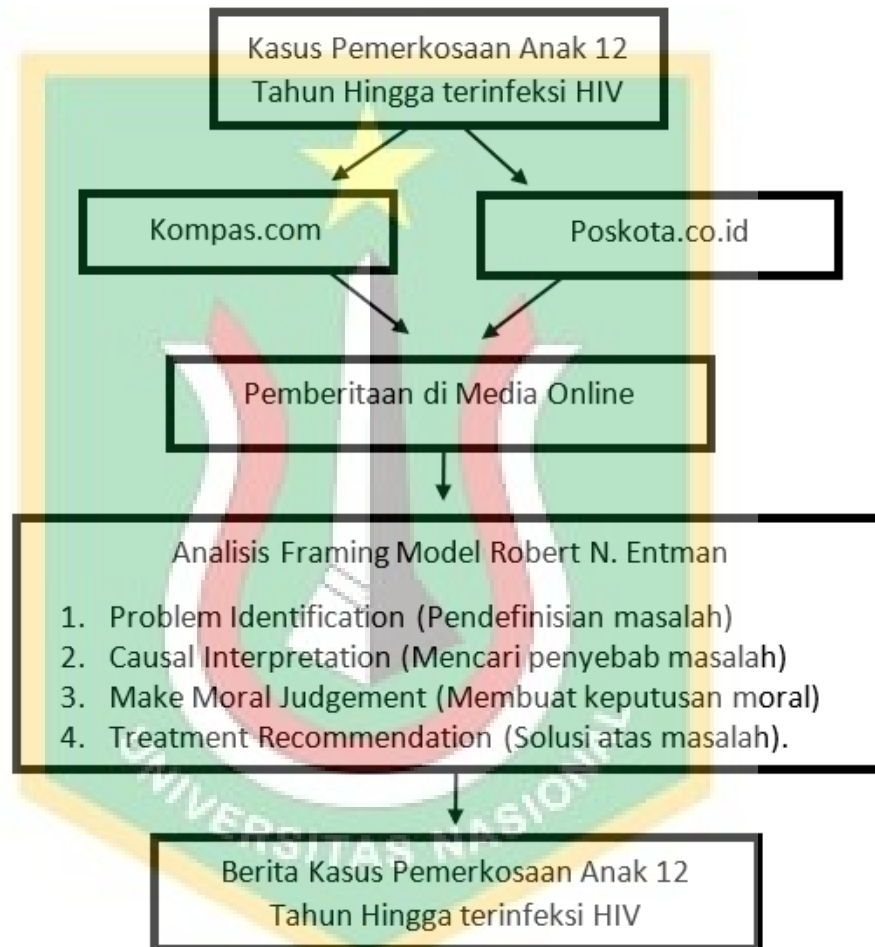 Kasus Pemerkosaan Anak 12
Tahun Hingga terinfeksi HIV
Kompas.com
Poskota.co.id
Pemberitaan di Media Online
Analisis Framing Model Robert N. Entman
1. Problem Identification (Pendefinisian masalah)
2. Causal Interpretation (Mencari penyebab masalah)
3. Make Moral Judgement (Membuat keputusan moral)
4. Treatment Recommendation (Solusi atas masalah).
UNIVERSITAS NASIONAL
Berita Kasus Pemerkosaan Anak 12
Tahun Hingga terinfeksi HIV